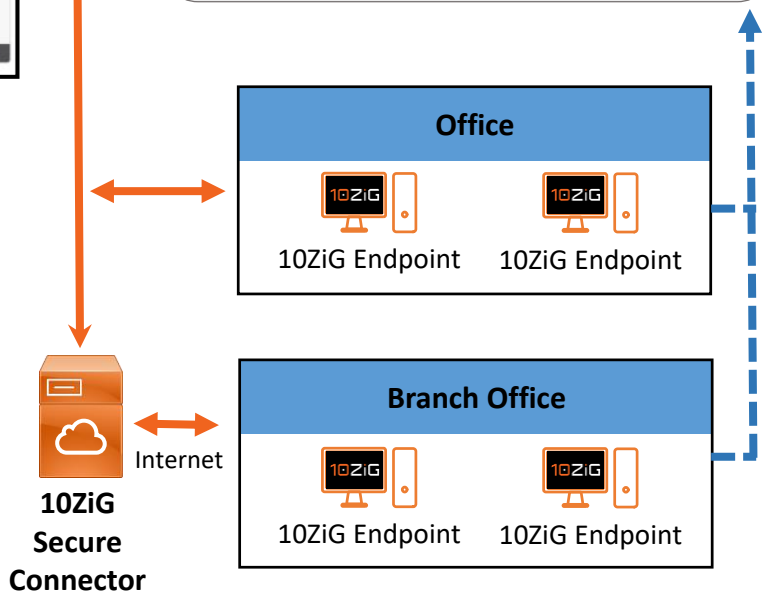 Office
10ZiG
10ZiG
10ZiG Endpoint
10ZiG Endpoint
Branch Office
Internet
10ZiG
10ZiG
10ZiG Endpoint
10ZiG Endpoint
10ZiG
Secure
Connector